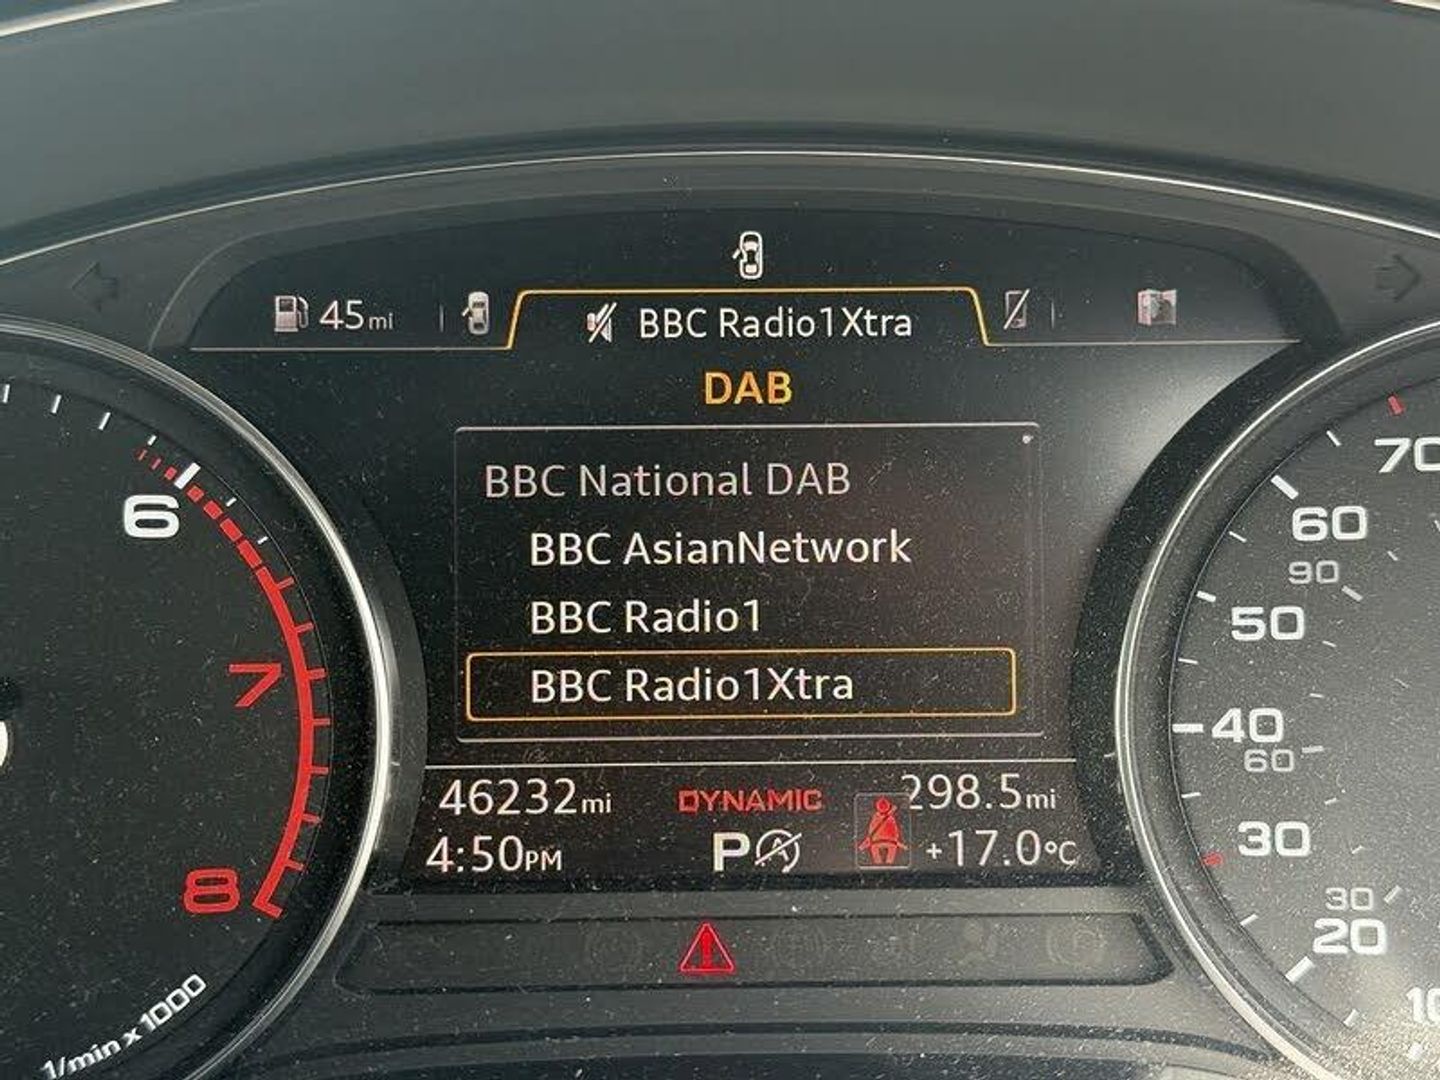 45mi
BBC Radio1Xtra
DAB
BBC National DAB
BBC AsianNetwork
BBC Radio1
BBC Radio1Xtra
46232mi
DYNAMIC
298.5mi
4:50PM
P
A
+17.0°C
6
7
8
1/min x 1000
70
60
90
50
40
60
30
30
20